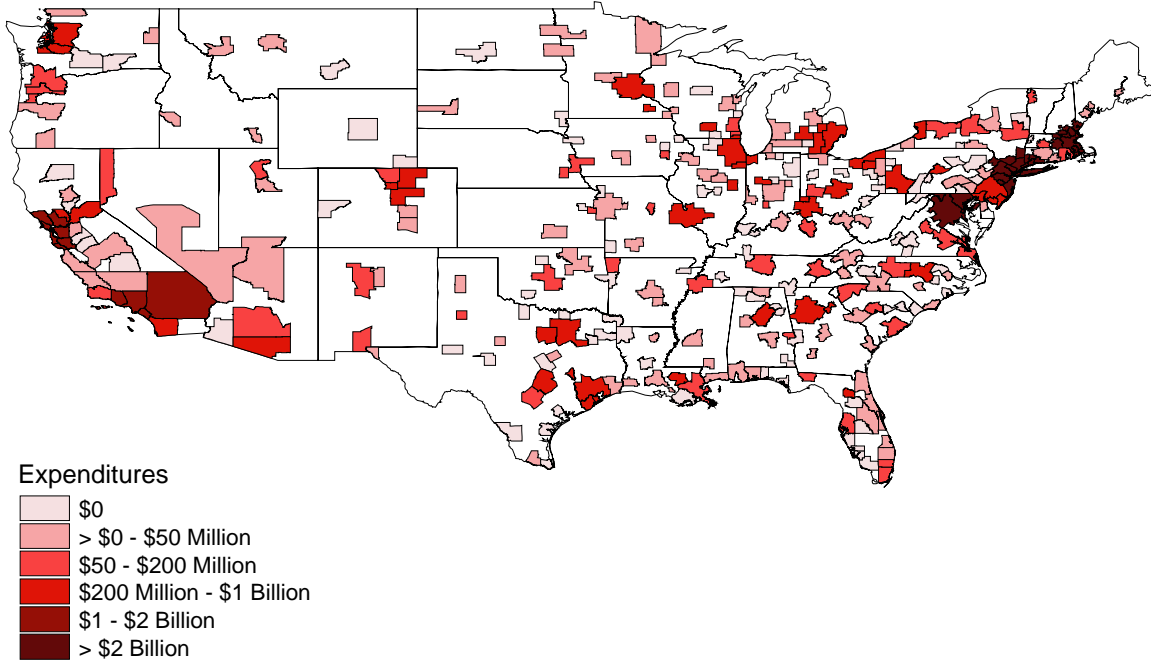 Expenditures
$0
> $0 - $50 Million
$50 - $200 Million
$200 Million - $1 Billion
$1 - $2 Billion
> $2 Billion